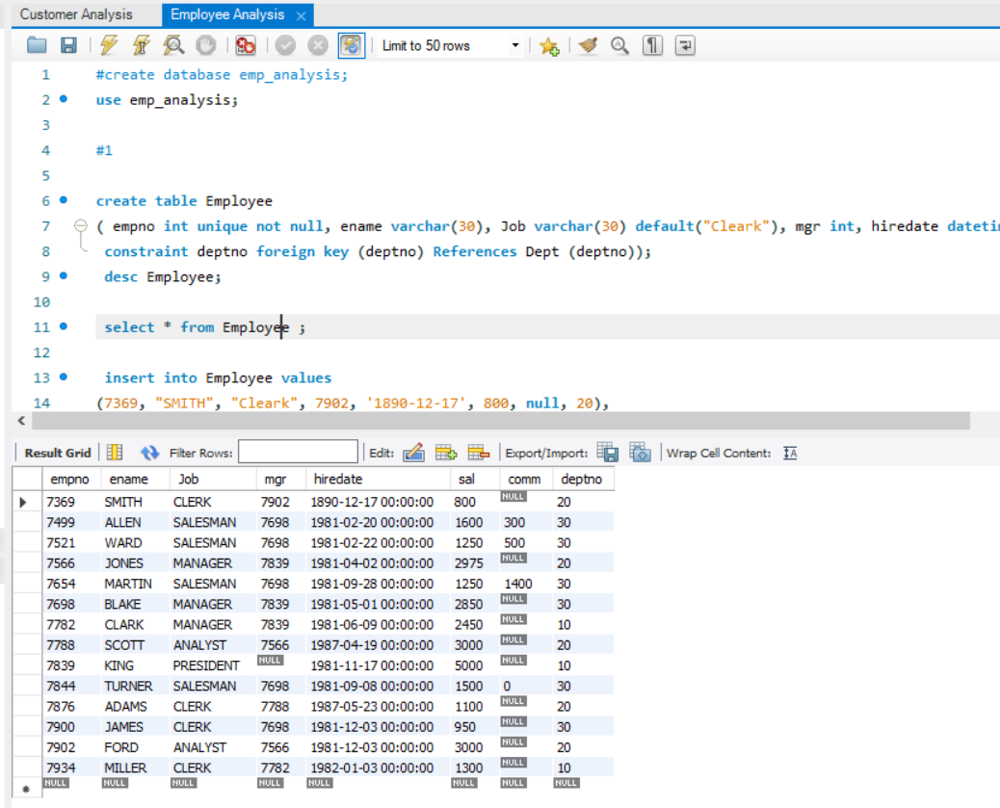 Customer Analysis Employee Analysis ×
Limit to 50 rows
1 #create database emp_analysis;
2 use emp_analysis;
3
4 #1
5
6 create table Employee
7 ( empno int unique not null, ename varchar(30), Job varchar(30) default("Cleark"), mgr int, hiredate datetim
8 constraint deptno foreign key (deptno) References Dept (deptno));
9 desc Employee;
10
11 select * from Employee ;
12
13 insert into Employee values
14 (7369, "SMITH", "Cleark", 7902, '1890-12-17', 800, null, 20),
Result Grid Filter Rows: Edit: Export/Import: Wrap Cell Content:
empno ename Job mgr hiredate sal comm deptno
7369 SMITH CLERK 7902 1890-12-17 00:00:00 800 NULL 20
7499 ALLEN SALESMAN 7698 1981-02-20 00:00:00 1600 300 30
7521 WARD SALESMAN 7698 1981-02-22 00:00:00 1250 500 30
7566 JONES MANAGER 7839 1981-04-02 00:00:00 2975 NULL 20
7654 MARTIN SALESMAN 7698 1981-09-28 00:00:00 1250 1400 30
7698 BLAKE MANAGER 7839 1981-05-01 00:00:00 2850 NULL 30
7782 CLARK MANAGER 7839 1981-06-09 00:00:00 2450 NULL 10
7788 SCOTT ANALYST 7566 1987-04-19 00:00:00 3000 NULL 20
7839 KING PRESIDENT NULL 1981-11-17 00:00:00 5000 NULL 10
7844 TURNER SALESMAN 7698 1981-09-08 00:00:00 1500 0 30
7876 ADAMS CLERK 7788 1987-05-23 00:00:00 1100 NULL 20
7900 JAMES CLERK 7698 1981-12-03 00:00:00 950 NULL 30
7902 FORD ANALYST 7566 1981-12-03 00:00:00 3000 NULL 20
7934 MILLER CLERK 7782 1982-01-03 00:00:00 1300 NULL 10
NULL NULL NULL NULL NULL NULL NULL NULL